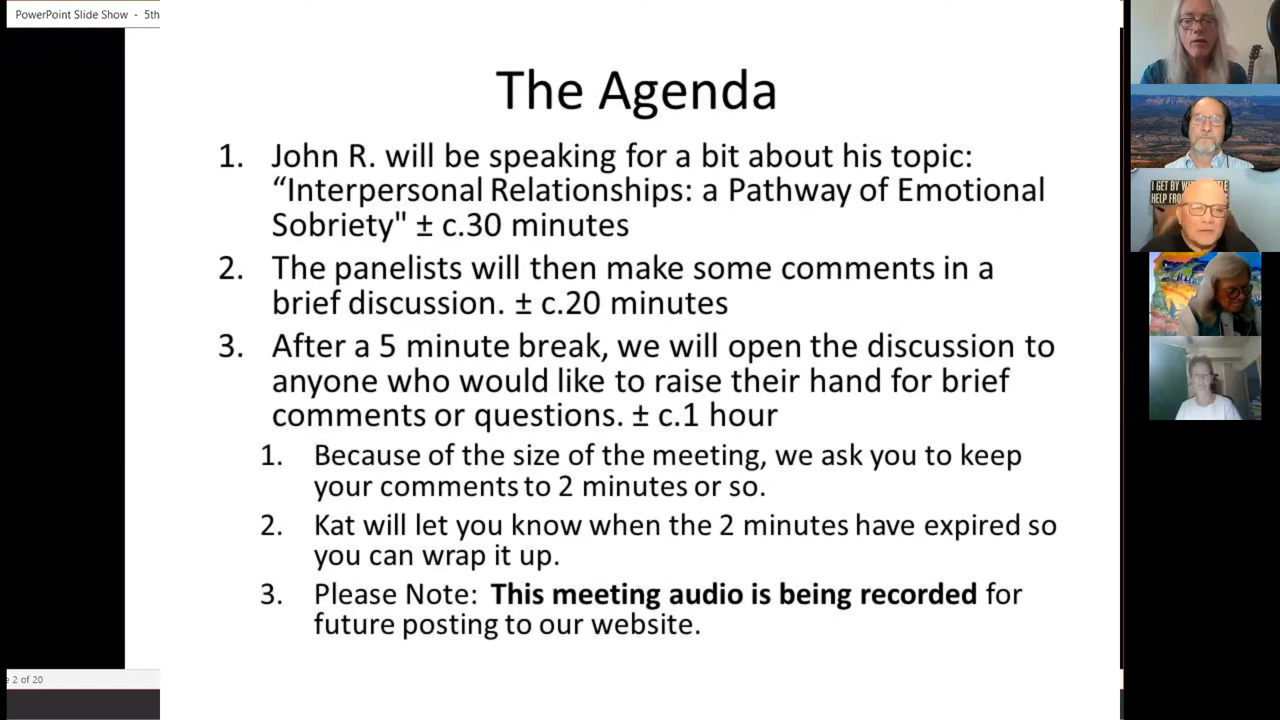 PowerPoint Slide Show - 5th
The Agenda
1. John R. will be speaking for a bit about his topic:
“Interpersonal Relationships: a Pathway of Emotional
Sobriety" ± c.30 minutes
2. The panelists will then make some comments in a
brief discussion. ± c.20 minutes
3. After a 5 minute break, we will open the discussion to
anyone who would like to raise their hand for brief
comments or questions. ± c.1 hour
1. Because of the size of the meeting, we ask you to keep
your comments to 2 minutes or so.
2. Kat will let you know when the 2 minutes have expired so
you can wrap it up.
3. Please Note: This meeting audio is being recorded for
future posting to our website.
2 of 20
I GET BY
HELP